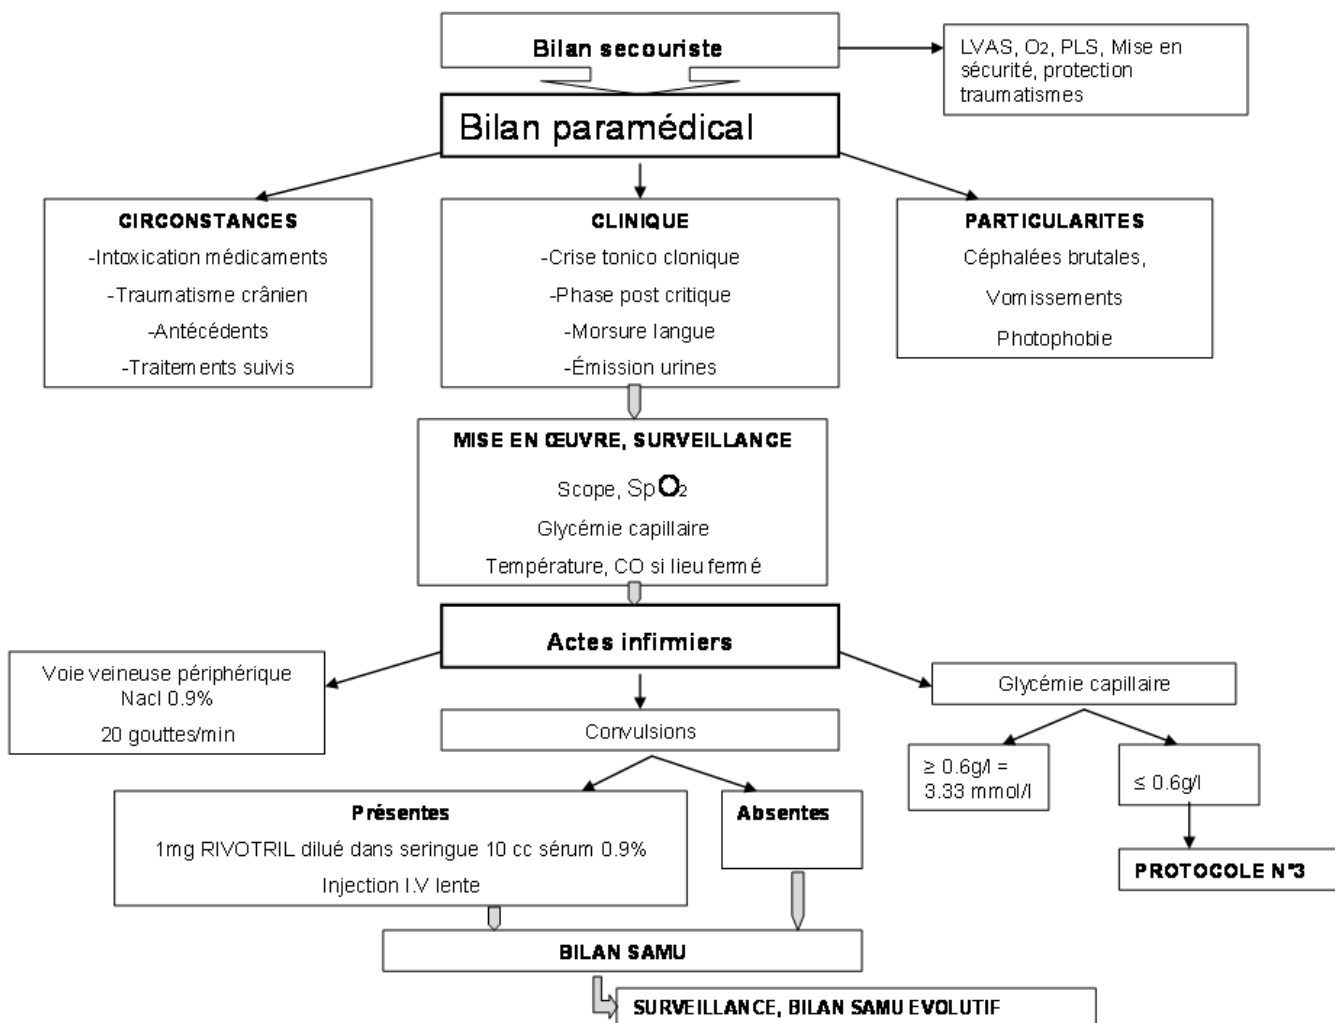 Bilan secouriste
LVAS, O2, PLS, Mise en
sécurité, protection
traumatismes
Bilan paramédical
CIRCONSTANCES
-Intoxication médicaments
-Traumatisme crânien
-Antécédents
-Traitements suivis
CLINIQUE
-Crise tonico clonique
-Phase post critique
-Morsure langue
-Émission urines
PARTICULARITES
Céphalées brutales,
Vomissements
Photophobie
MISE EN ŒUVRE, SURVEILLANCE
Scope, SpO2
Glycémie capillaire
Température, CO si lieu fermé
Actes infirmiers
Voie veineuse périphérique
Nacl 0.9%
20 gouttes/min
Convulsions
Glycémie capillaire
≥ 0.6g/l =
3.33 mmol/l
≤ 0.6g/l
Présentes
1mg RIVOTRIL dilué dans seringue 10 cc sérum 0.9%
Injection I.V lente
Absentes
PROTOCOLE N°3
BILAN SAMU
SURVEILLANCE, BILAN SAMU EVOLUTIF